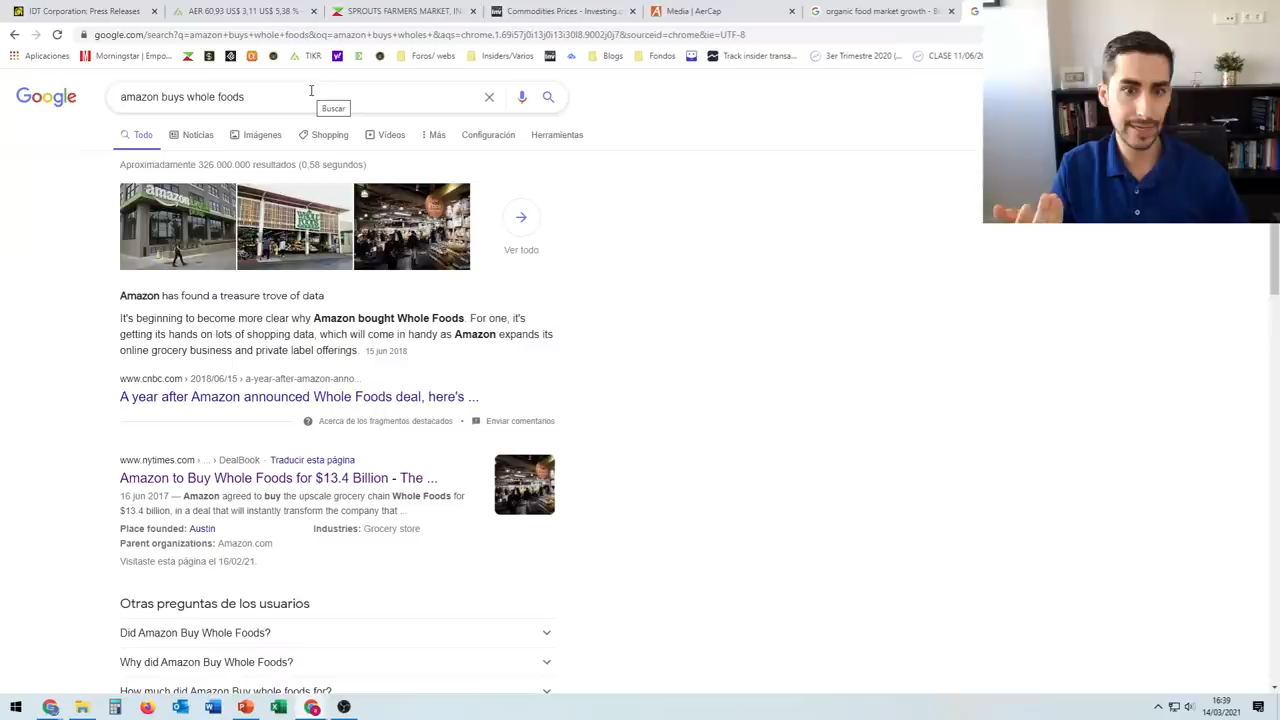 IDT Corporation: Press
AER 60,93 US$ 3,11 US$ 5,38%
SPROUTS FARMERS MARKET, IN
Commodities Prices - Investing.c
Media | AerCap
organic food market growth - B
google.com/search?q=amazon+buys+whole+foods&oq=amazon+buys+wholes+&aqs=chrome.1.69i57j0i13j0i13i30l8.9002j0j7&sourceid=chrome&ie=UTF-8
Aplicaciones
Morningstar | Empo...
TIKR.
Foros/ webs
Insiders/Varios
Blogs
Fondos
Track insider transa...
3er Trimestre 2020 (...
CLASE 11/06/2
Google
amazon buys whole foods
Buscar
Todo
Noticias
Imágenes
Shopping
Vídeos
Más
Configuración
Herramientas
Aproximadamente 326.000.000 resultados (0,58 segundos)
amazon
WHOLE FOODS
Ver todo
Amazon has found a treasure trove of data
It's beginning to become more clear why Amazon bought Whole Foods. For one, it's
getting its hands on lots of shopping data, which will come in handy as Amazon expands its
online grocery business and private label offerings. 15 jun 2018
www.cnbc.com › 2018/06/15 › a-year-after-amazon-anno...
A year after Amazon announced Whole Foods deal, here's ...
Acerca de los fragmentos destacados • Enviar comentarios
www.nytimes.com › ... › DealBook · Traducir esta página
Amazon to Buy Whole Foods for $13.4 Billion - The ...
16 jun 2017 — Amazon agreed to buy the upscale grocery chain Whole Foods for
$13.4 billion, in a deal that will instantly transform the company that ...
Place founded: Austin
Industries: Grocery store
Parent organizations: Amazon.com
Visitaste esta página el 16/02/21.
Otras preguntas de los usuarios
Did Amazon Buy Whole Foods?
Why did Amazon Buy Whole Foods?
How much did Amazon Buy whole foods for?
16:39
14/03/2021